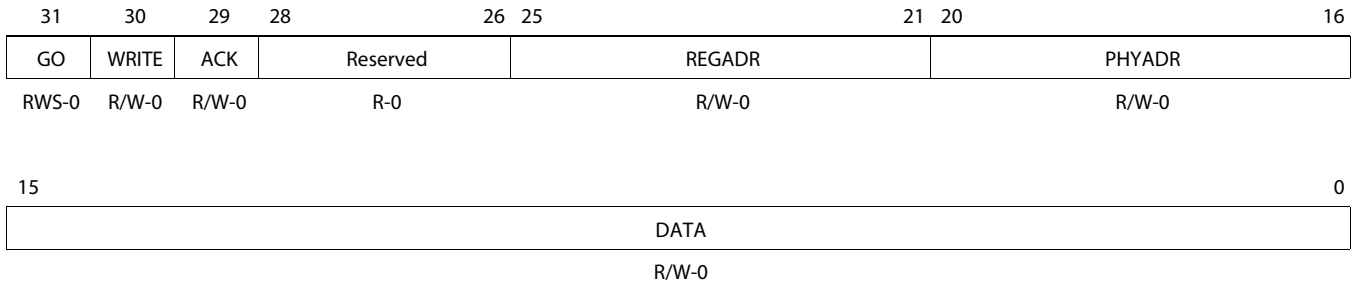 31 30 29 28 26 25 21 20 16
GO WRITE ACK Reserved REGADR PHYADR
RWS-0 R/W-0 R/W-0 R-0 R/W-0 R/W-0
15 0
DATA
R/W-0